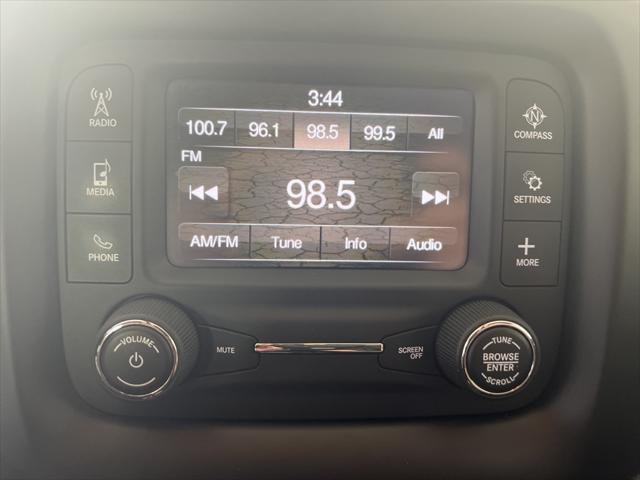 3:44
100.7 96.1 98.5 99.5 All
FM
98.5
AM/FM Tune Info Audio
RADIO
MEDIA
PHONE
N
COMPASS
SETTINGS
MORE
VOLUME
MUTE
SCREEN
OFF
TUNE
BROWSE
ENTER
SCROLL